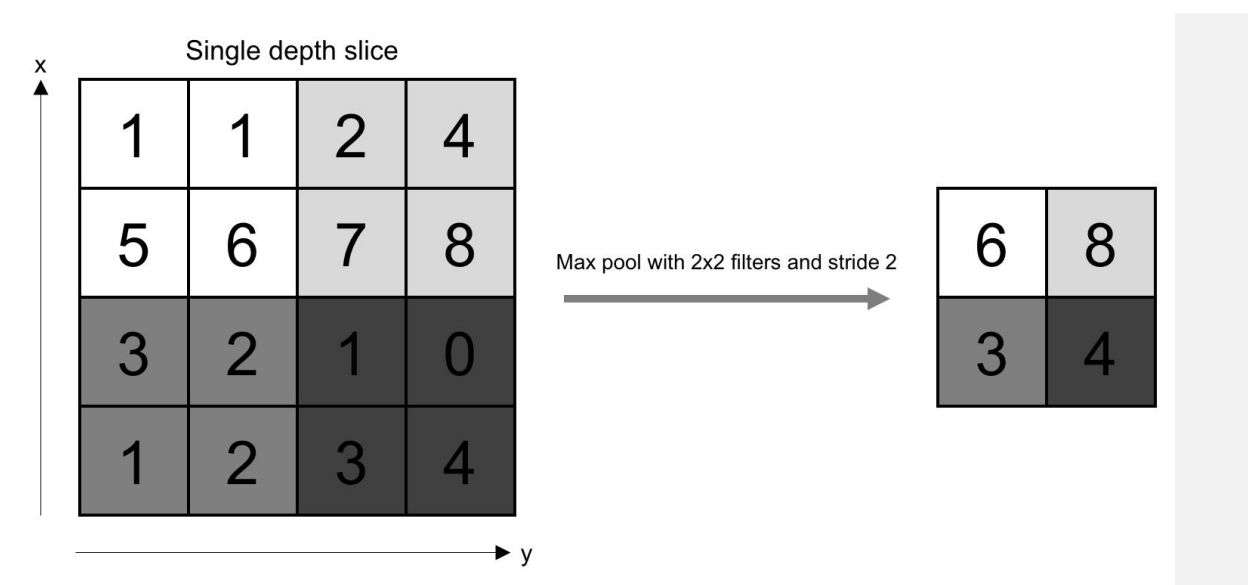 Single depth slice
x
1 1 2 4
5 6 7 8
3 2 1 0
1 2 3 4
y
Max pool with 2x2 filters and stride 2
6 8
3 4